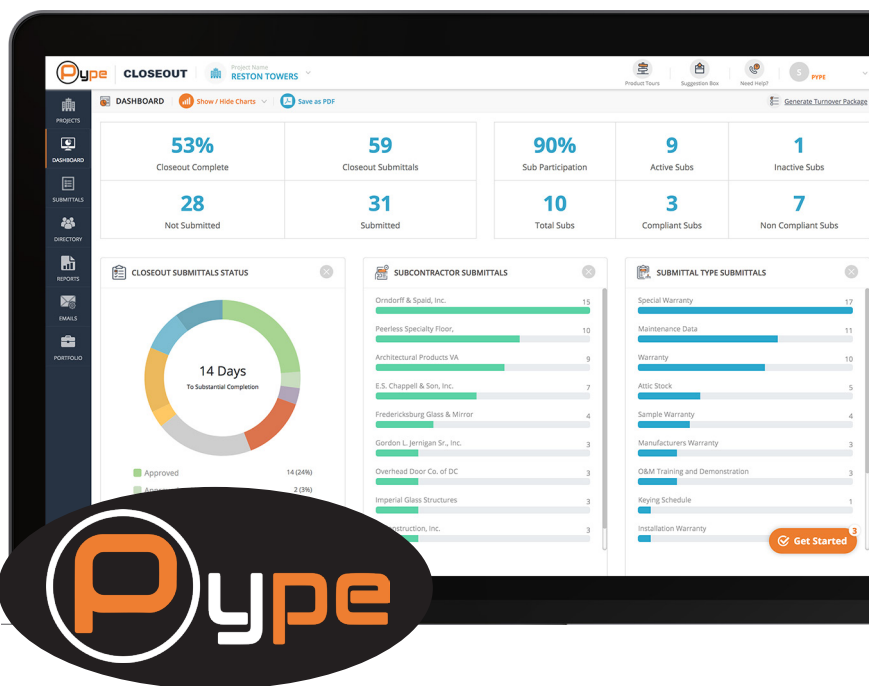 Pype CLOSEOUT
Project Name
RESTON TOWERS
Product Tours
Suggestion Box
Need Help?
S PYPE
PROJECTS
DASHBOARD
SUBMITTALS
DIRECTORY
REPORTS
EMAILS
PORTFOLIO
DASHBOARD Show / Hide Charts Save as PDF Generate Turnover Package
53% 59 90% 9 1
Closeout Complete Closeout Submittals Sub Participation Active Subs Inactive Subs
28 31 10 3 7
Not Submitted Submitted Total Subs Compliant Subs Non Compliant Subs
CLOSEOUT SUBMITTALS STATUS
14 Days
To Substantial Completion
Approved 14 (24%)
2 (3%)
SUBCONTRACTOR SUBMITTALS
Orndorff & Spaid, Inc. 15
Peerless Specialty Floor, 10
Architectural Products VA 9
E.S. Chappell & Son, Inc. 7
Fredericksburg Glass & Mirror 4
Gordon L. Jernigan Sr., Inc. 3
Overhead Door Co. of DC 3
Imperial Glass Structures 3
onstruction, Inc. 3
SUBMITTAL TYPE SUBMITTALS
Special Warranty 17
Maintenance Data 11
Warranty 10
Attic Stock 5
Sample Warranty 4
Manufacturers Warranty 3
O&M Training and Demonstration 3
Keying Schedule 1
Installation Warranty
Get Started 3
Pype